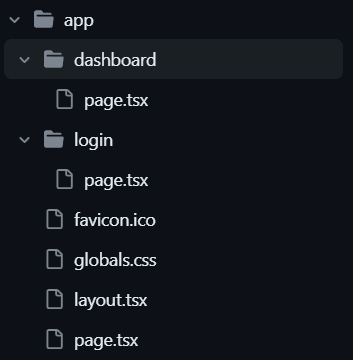 app
dashboard
page.tsx
login
page.tsx
favicon.ico
globals.css
layout.tsx
page.tsx